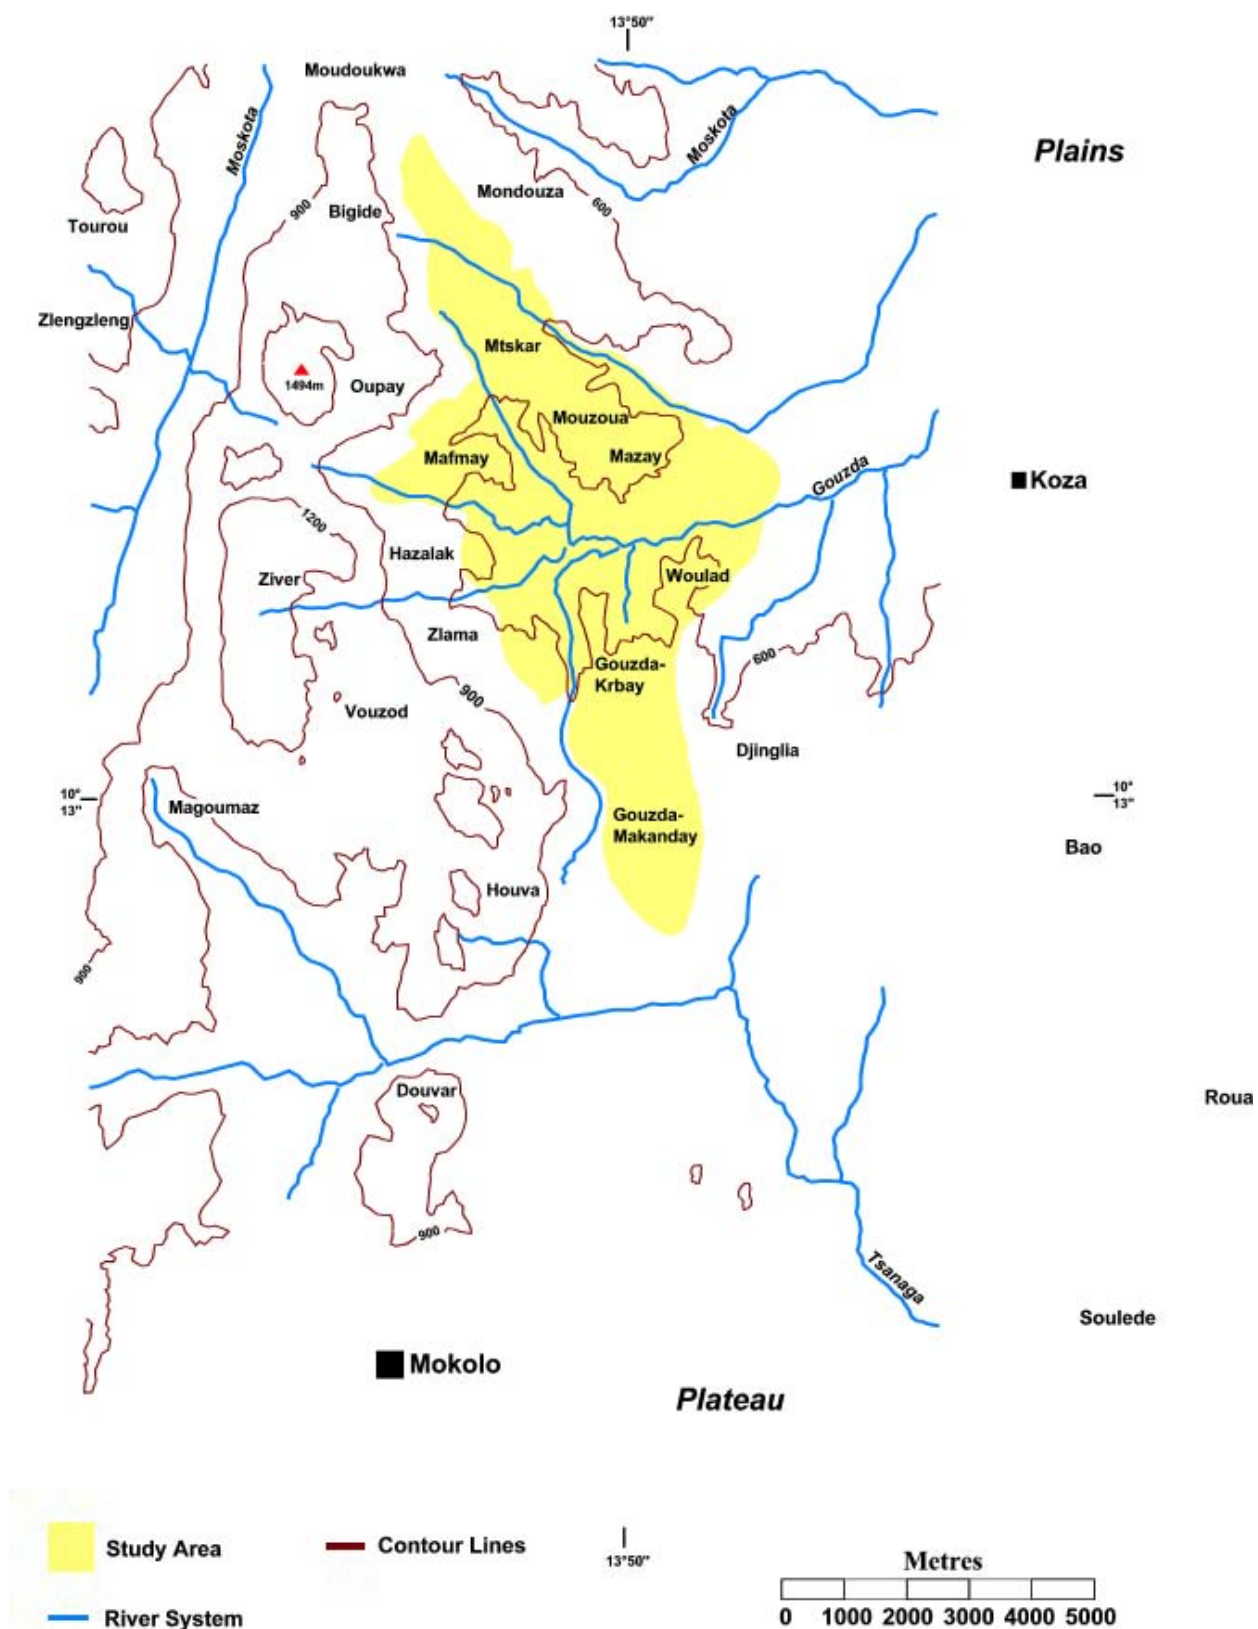 13°50"
Moudoukwa
Moskota
Moskota
Plains
Mondouza
900
Bigide
600
Tourou
Zlengzleng
Mtskar
1494m
Oupay
Mouzoua
Mafmay
Mazay
Gouzda
Koza
1200
Hazalak
Ziver
Woulad
Zlama
600
Gouzda-
Krbay
900
Vouzod
Djinglia
10°
13"
10°
13"
Magoumaz
Gouzda-
Makanday
Bao
Houva
900
Douvar
Roua
900
Tsanaga
Soulede
Mokolo
Plateau
Study Area
Contour Lines
13°50"
Metres
River System
0 1000 2000 3000 4000 5000